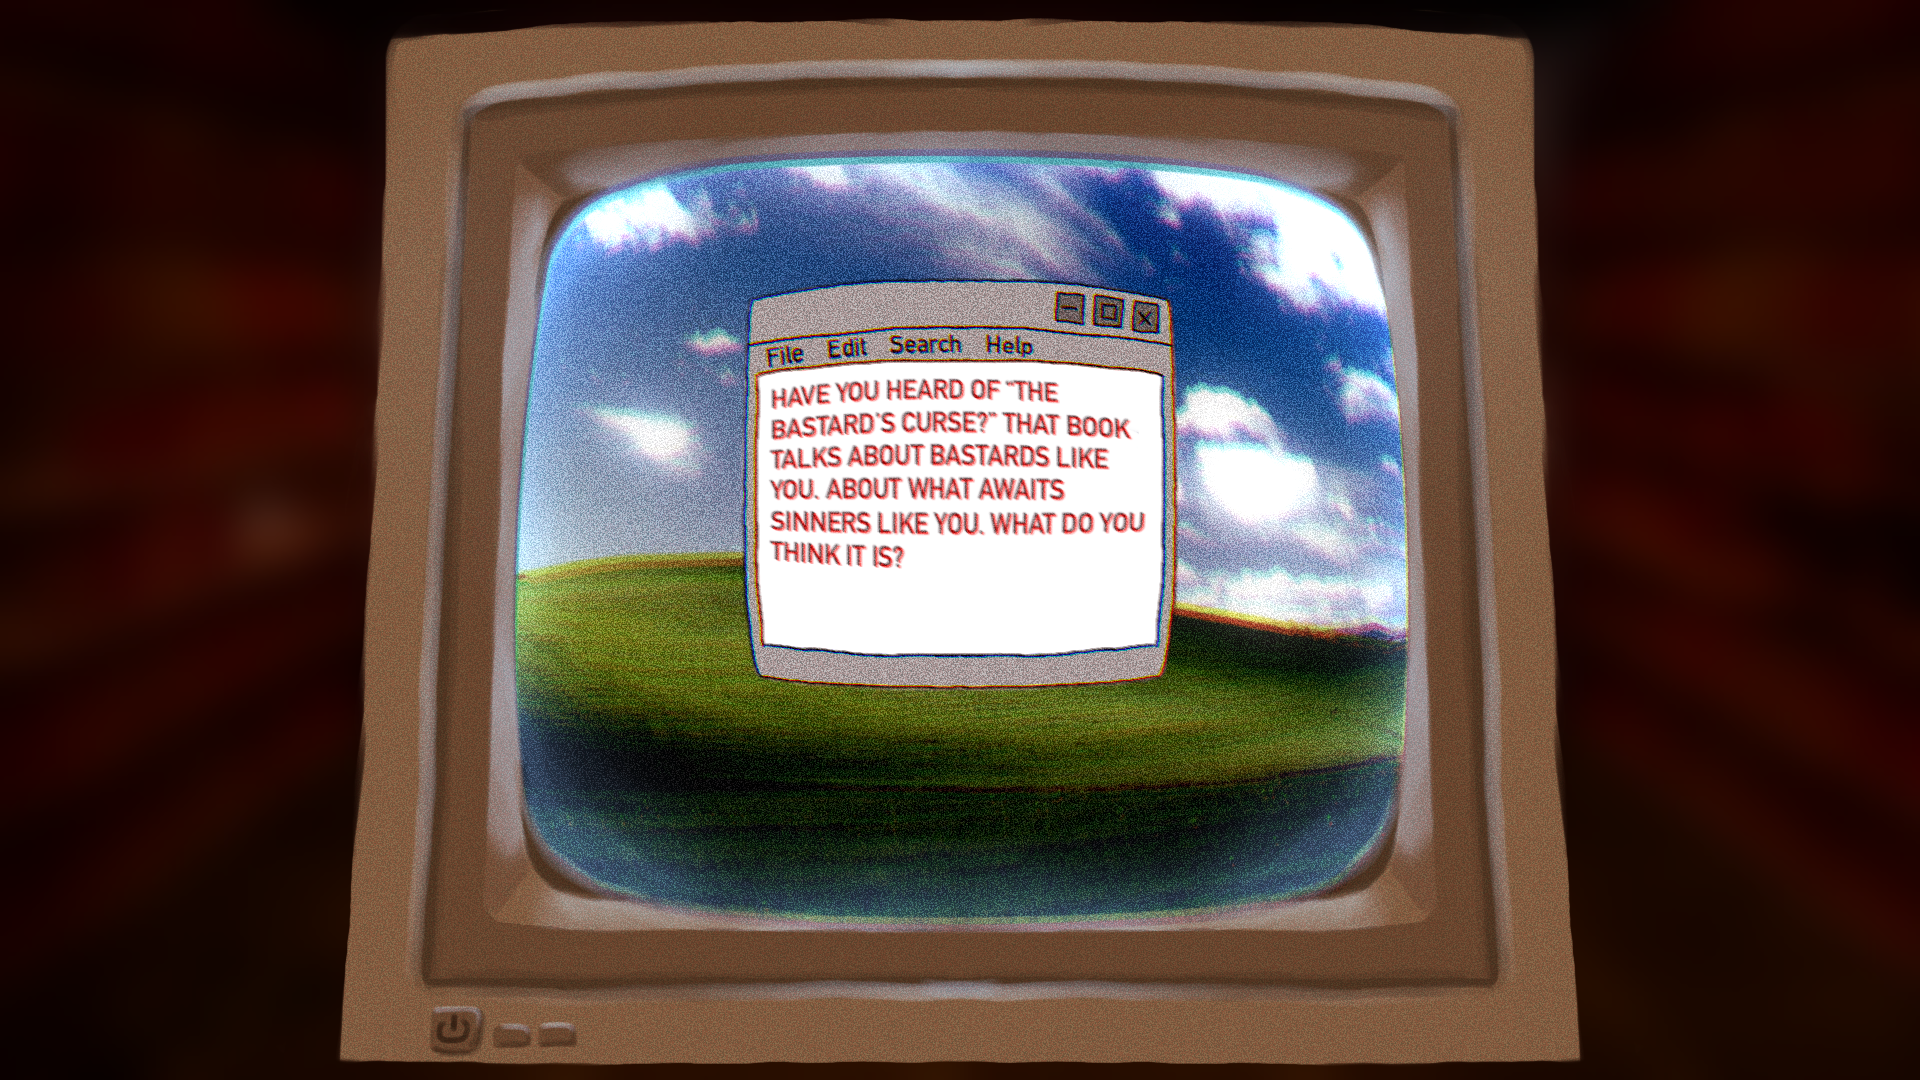 File Edit Search Help
HAVE YOU HEARD OF "THE
BASTARD'S CURSE?" THAT BOOK
TALKS ABOUT BASTARDS LIKE
YOU. ABOUT WHAT AWAITS
SINNERS LIKE YOU. WHAT DO YOU
THINK IT IS?